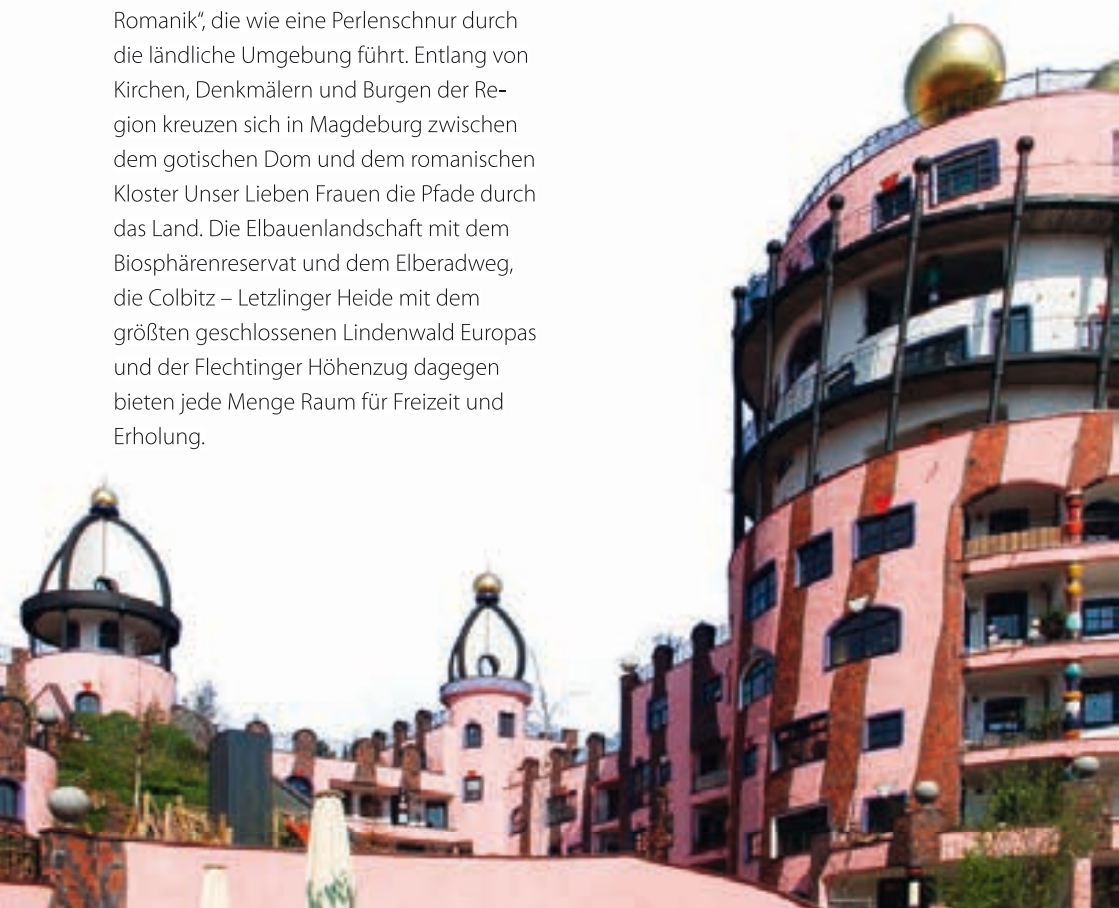 Romanik“, die wie eine Perlenschnur durch
die ländliche Umgebung führt. Entlang von
Kirchen, Denkmälern und Burgen der Re-
gion kreuzen sich in Magdeburg zwischen
dem gotischen Dom und dem romanischen
Kloster Unser Lieben Frauen die Pfade durch
das Land. Die Elbauenlandschaft mit dem
Biosphärenreservat und dem Elberadweg,
die Colbitz – Letzlinger Heide mit dem
größten geschlossenen Lindenwald Europas
und der Flechtinger Höhenzug dagegen
bieten jede Menge Raum für Freizeit und
Erholung.